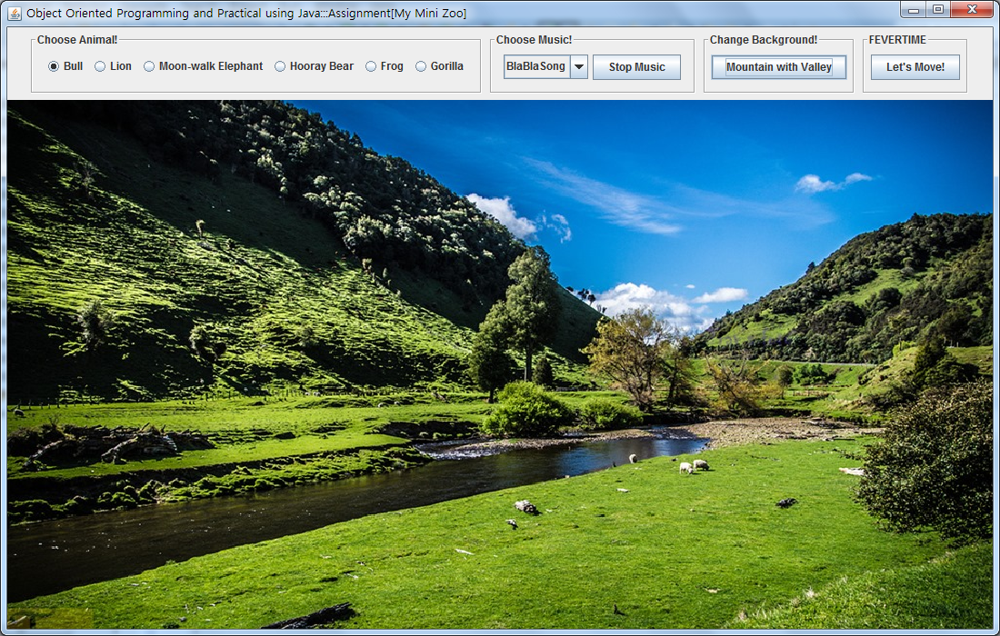 Object Oriented Programming and Practical using Java:::Assignment[My Mini Zoo]
Choose Animal! Choose Music! Change Background! FEVERTIME
Bull Lion Moon-walk Elephant Hooray Bear Frog Gorilla BlaBlaSong Stop Music Mountain with Valley Let's Move!